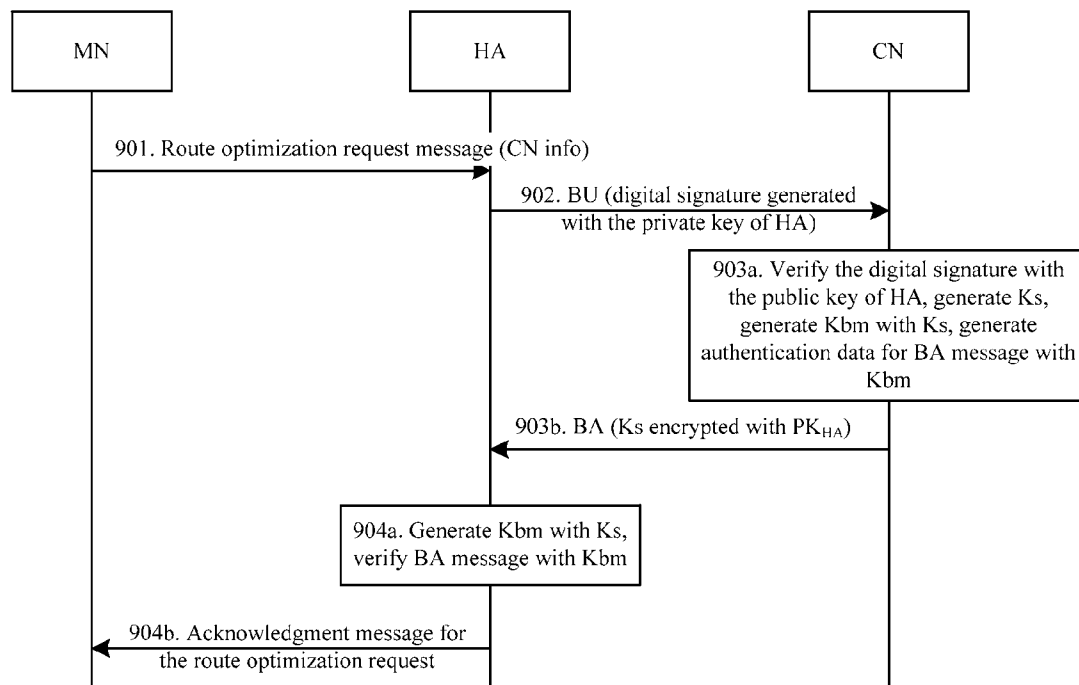 MN
HA
CN
901. Route optimization request message (CN info)
902. BU (digital signature generated
with the private key of HA)
903a. Verify the digital signature with
the public key of HA, generate Ks,
generate Kbm with Ks, generate
authentication data for BA message with
Kbm
903b. BA (Ks encrypted with PKHA)
904a. Generate Kbm with Ks,
verify BA message with Kbm
904b. Acknowledgment message for
the route optimization request